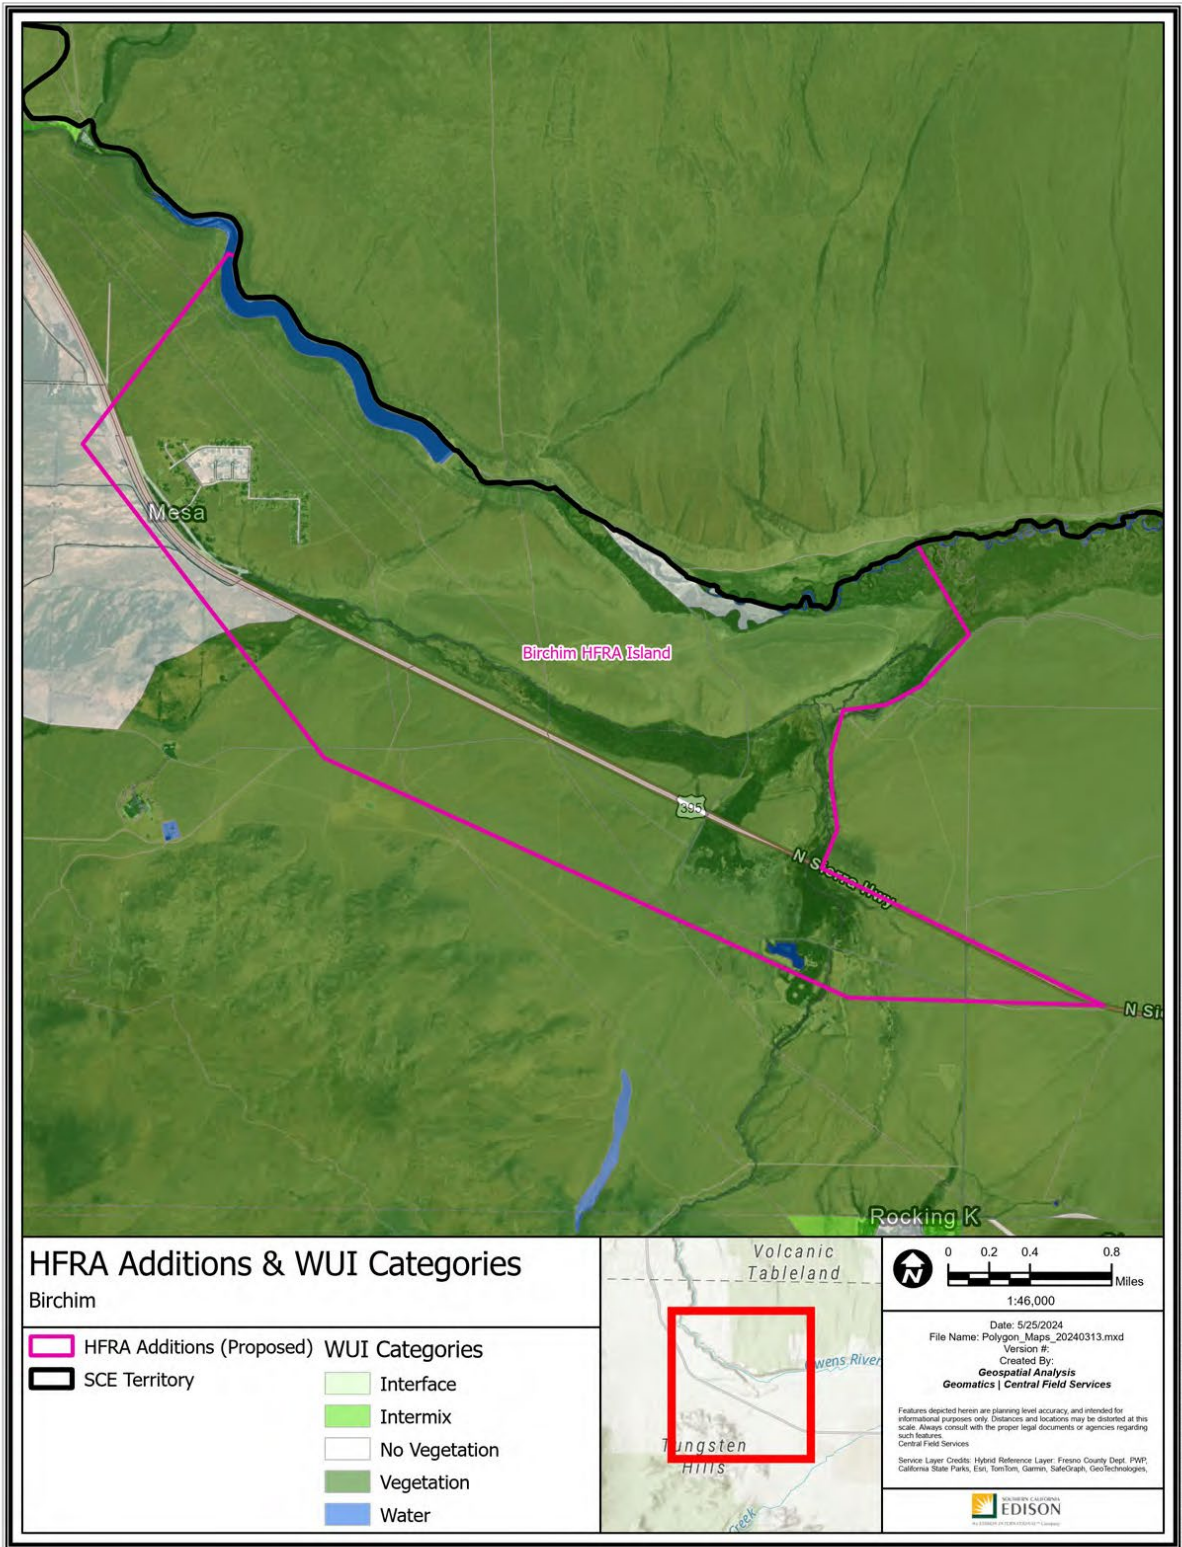 Mesa
Birchim HFRA Island
395
N Sierra Hwy
N Si
Rocking K
HFRA Additions & WUI Categories
Birchim
HFRA Additions (Proposed)
SCE Territory
WUI Categories
Interface
Intermix
No Vegetation
Vegetation
Water
Volcanic
Tableland
Owens River
Tungsten
Hills
Creek
N
0 0.2 0.4 0.8
Miles
1:46,000
Date: 5/25/2024
File Name: Polygon_Maps_20240313.mxd
Version #:
Created By:
Geospatial Analysis
Geomatics | Central Field Services
Features depicted herein are planning level accuracy, and intended for
informational purposes only. Distances and locations may be distorted at this
scale. Always consult with the proper legal documents or agencies regarding
such features.
Central Field Services
Service Layer Credits: Hybrid Reference Layer: Fresno County Dept. PWP,
California State Parks, Esri, TomTom, Garmin, SafeGraph, GeoTechnologies,
SOUTHERN CALIFORNIA
EDISON
An EDISON INTERNATIONAL® Company